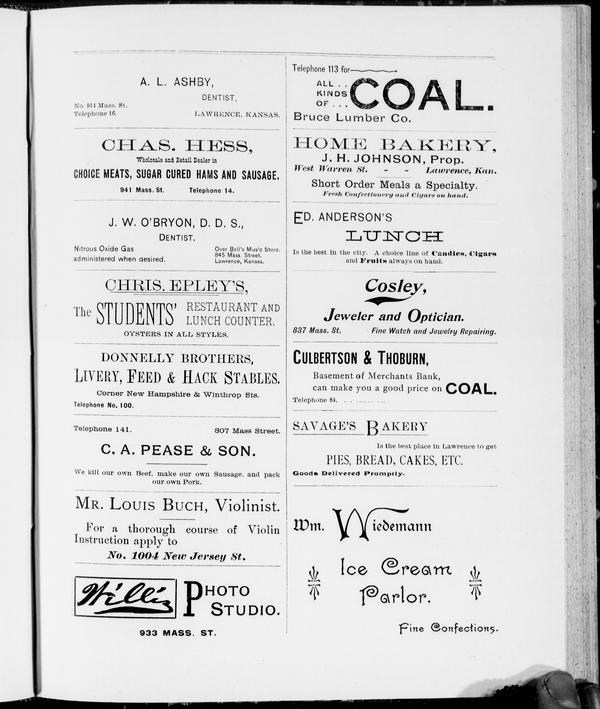 A. L. ASHBY,
DENTIST,
No. 914 Mass. St.
Telephone 16.
LAWRENCE, KANSAS.
CHAS. HESS,
Wholesale and Retail Dealer in
CHOICE MEATS, SUGAR CURED HAMS AND SAUSAGE.
941 Mass. St. Telephone 14.
J. W. O'BRYON, D. D. S.,
DENTIST.
Nitrous Oxide Gas
administered when desired.
Over Bell's Music Store.
845 Mass. Street.
Lawrence, Kansas.
CHRIS. EPLEY'S,
The STUDENTS' RESTAURANT AND
LUNCH COUNTER.
OYSTERS IN ALL STYLES.
DONNELLY BROTHERS,
LIVERY, FEED & HACK STABLES.
Corner New Hampshire & Winthrop Sts.
Telephone No. 100.
Telephone 141. 807 Mass Street.
C. A. PEASE & SON.
We kill our own Beef, make our own Sausage, and pack
our own Pork.
MR. LOUIS BUCH, Violinist.
For a thorough course of Violin
Instruction apply to
No. 1004 New Jersey St.
Willis PHOTO
STUDIO.
933 MASS. ST.
Telephone 113 for
ALL . .
KINDS
OF . . .
COAL.
Bruce Lumber Co.
HOME BAKERY,
J. H. JOHNSON, Prop.
West Warren St. - - Lawrence, Kan.
Short Order Meals a Specialty.
Fresh Confectionery and Cigars on hand.
ED. ANDERSON'S
LUNCH
Is the best in the city. A choice line of Candies, Cigars
and Fruits always on hand.
Cosley,
Jeweler and Optician.
837 Mass. St. Fine Watch and Jewelry Repairing.
CULBERTSON & THOBURN,
Basement of Merchants Bank,
can make you a good price on COAL.
Telephone 84. . . . . . . . . . . .
SAVAGE'S BAKERY
Is the best place in Lawrence to get
PIES, BREAD, CAKES, ETC.
Goods Delivered Promptly.
Wm. Wiedemann
Ice Cream
Parlor.
Fine Confections.